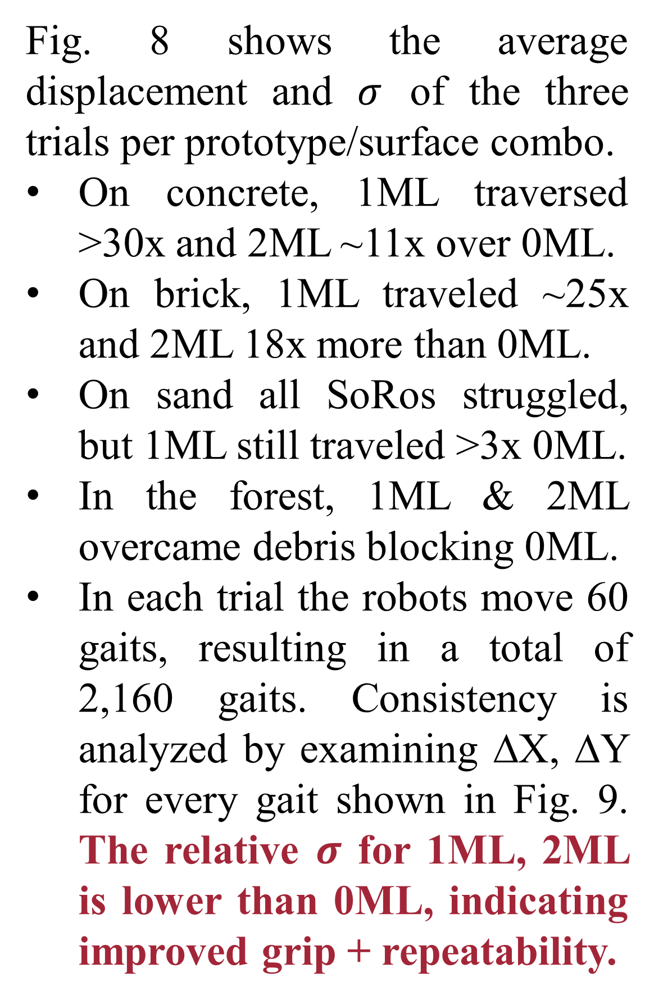 Fig. 8 shows the average
displacement and σ of the three
trials per prototype/surface combo.
• On concrete, 1ML traversed
>30x and 2ML ~11x over 0ML.
• On brick, 1ML traveled ~25x
and 2ML 18x more than 0ML.
• On sand all SoRos struggled,
but 1ML still traveled >3x 0ML.
• In the forest, 1ML & 2ML
overcame debris blocking 0ML.
• In each trial the robots move 60
gaits, resulting in a total of
2,160 gaits. Consistency is
analyzed by examining ΔX, ΔY
for every gait shown in Fig. 9.
The relative σ for 1ML, 2ML
is lower than 0ML, indicating
improved grip + repeatability.